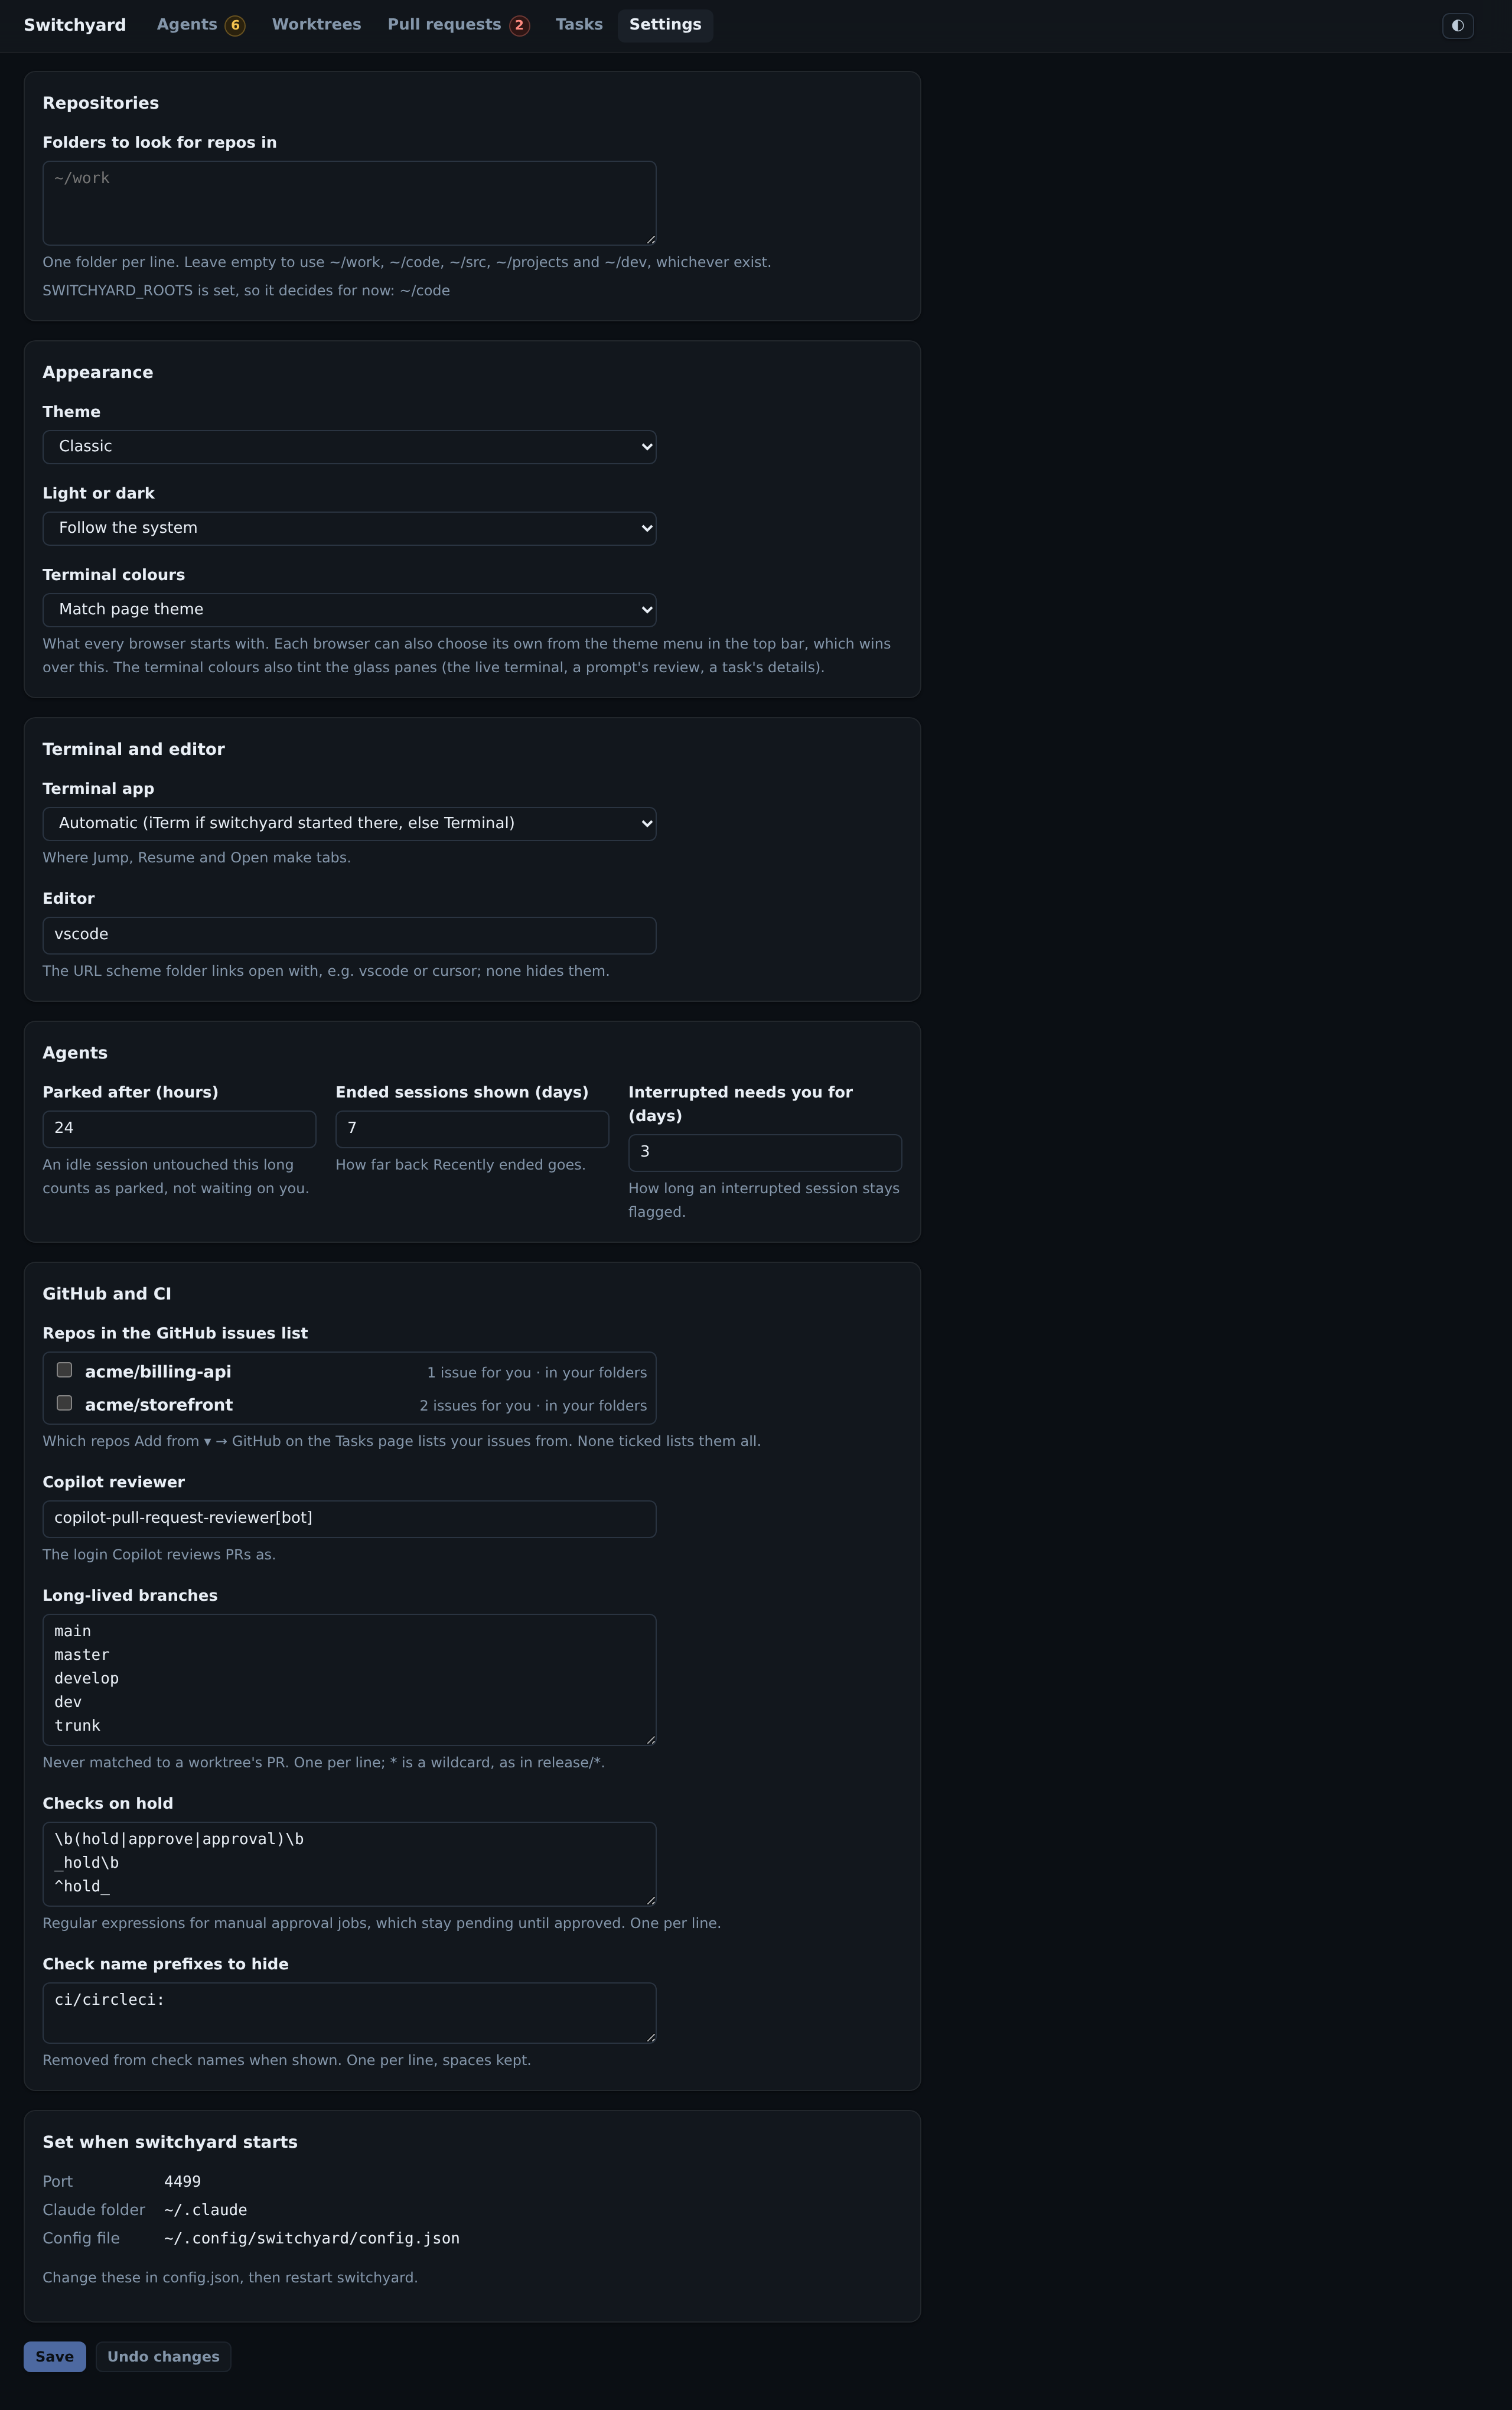 Switchyard Agents 6 Worktrees Pull requests 2 Tasks Settings
Repositories
Folders to look for repos in
~/work
One folder per line. Leave empty to use ~/work, ~/code, ~/src, ~/projects and ~/dev, whichever exist.
SWITCHYARD_ROOTS is set, so it decides for now: ~/code
Appearance
Theme
Classic
Light or dark
Follow the system
Terminal colours
Match page theme
What every browser starts with. Each browser can also choose its own from the theme menu in the top bar, which wins
over this. The terminal colours also tint the glass panes (the live terminal, a prompt's review, a task's details).
Terminal and editor
Terminal app
Automatic (iTerm if switchyard started there, else Terminal)
Where Jump, Resume and Open make tabs.
Editor
vscode
The URL scheme folder links open with, e.g. vscode or cursor; none hides them.
Agents
Parked after (hours)
24
An idle session untouched this long
counts as parked, not waiting on you.
Ended sessions shown (days)
7
How far back Recently ended goes.
Interrupted needs you for
(days)
3
How long an interrupted session stays
flagged.
GitHub and CI
Repos in the GitHub issues list
acme/billing-api 1 issue for you · in your folders
acme/storefront 2 issues for you · in your folders
Which repos Add from ▾ → GitHub on the Tasks page lists your issues from. None ticked lists them all.
Copilot reviewer
copilot-pull-request-reviewer[bot]
The login Copilot reviews PRs as.
Long-lived branches
main
master
develop
dev
trunk
Never matched to a worktree's PR. One per line; * is a wildcard, as in release/*.
Checks on hold
\b(hold|approve|approval)\b
_hold\b
^hold_
Regular expressions for manual approval jobs, which stay pending until approved. One per line.
Check name prefixes to hide
ci/circleci:
Removed from check names when shown. One per line, spaces kept.
Set when switchyard starts
Port 4499
Claude folder ~/.claude
Config file ~/.config/switchyard/config.json
Change these in config.json, then restart switchyard.
Save Undo changes